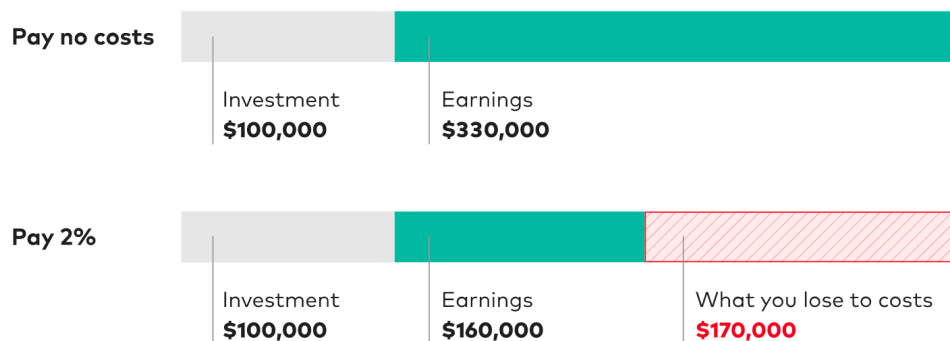 Pay no costs
Investment
$100,000
Earnings
$330,000
Pay 2%
Investment
$100,000
Earnings
$160,000
What you lose to costs
$170,000